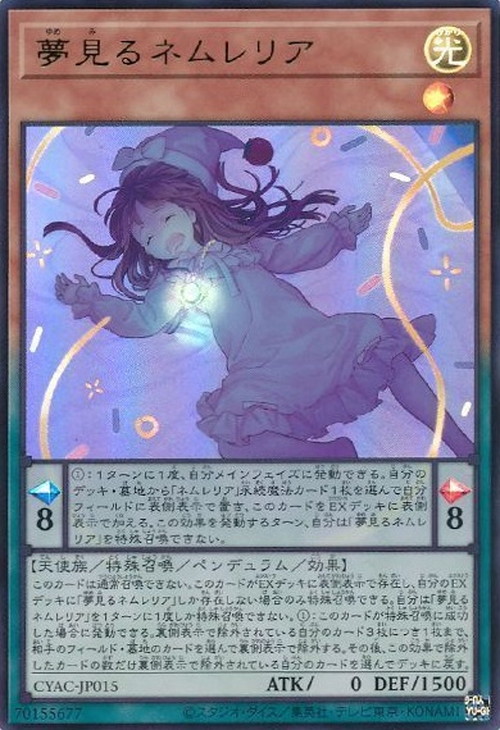 夢見るネムレリア
光
①：1ターンに1度、自分メインフェイズに発動できる。自分の
デッキ・墓地から「ネムレリア」永続魔法カード1枚を選んで自分
フィールドに表側表示で置き、このカードをEXデッキに表側
表示で加える。この効果を発動するターン、自分は「夢見るネムレ
リア」しか特殊召喚できない。
8
8
【天使族／特殊召喚／ペンデュラム／効果】
このカードは通常召喚できない。このカードがEXデッキに表側表示で存在し、自分のEX
デッキに「夢見るネムレリア」しか存在しない場合のみ特殊召喚できる。自分は「夢見る
ネムレリア」を1ターンに1度しか特殊召喚できない。①：このカードが特殊召喚に成功
した場合に発動できる。裏側表示で除外されている自分のカード3枚につき1枚まで、
相手のフィールド・墓地のカードを選んで裏側表示で除外する。その後、この効果で除外
したカードの数だけ裏側表示で除外されている自分のカードを選んでデッキに戻す。
CYAC-JP015
ATK/ 0 DEF/1500
70155677
©スタジオ・ダイス／集英社・テレビ東京・KONAMI